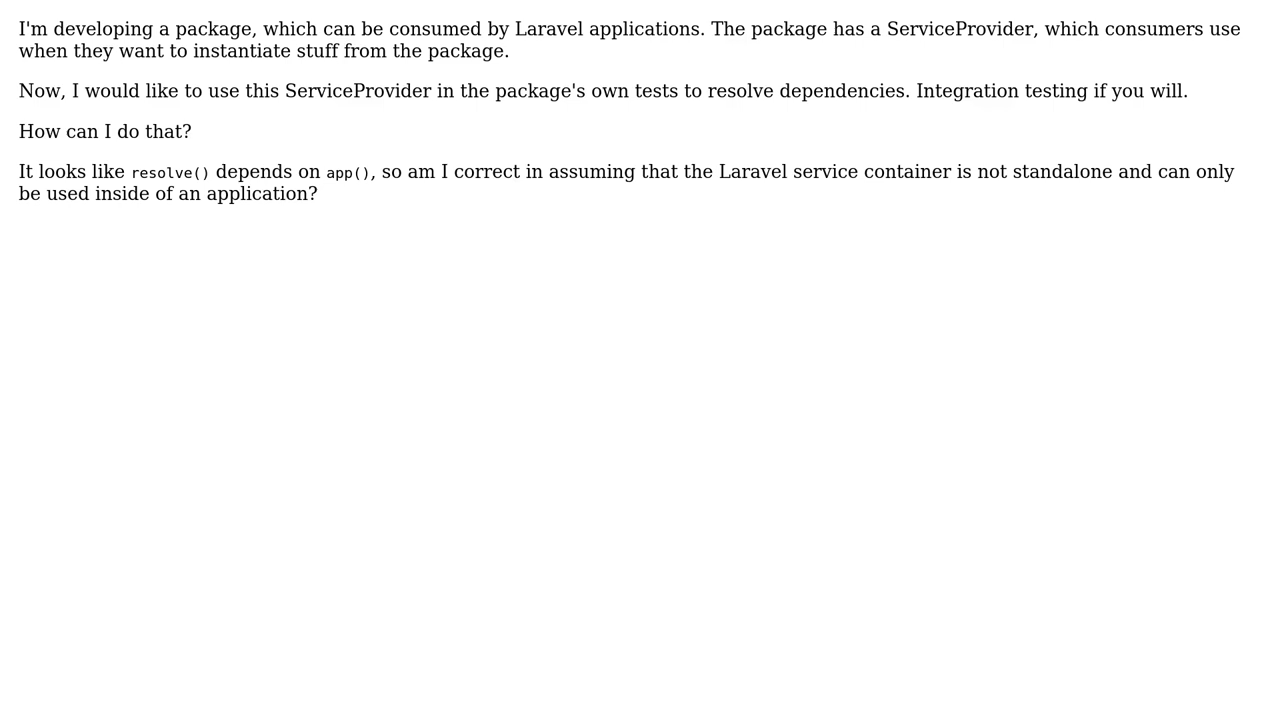 I'm developing a package, which can be consumed by Laravel applications. The package has a ServiceProvider, which consumers use
when they want to instantiate stuff from the package.
Now, I would like to use this ServiceProvider in the package's own tests to resolve dependencies. Integration testing if you will.
How can I do that?
It looks like resolve() depends on app(), so am I correct in assuming that the Laravel service container is not standalone and can only
be used inside of an application?